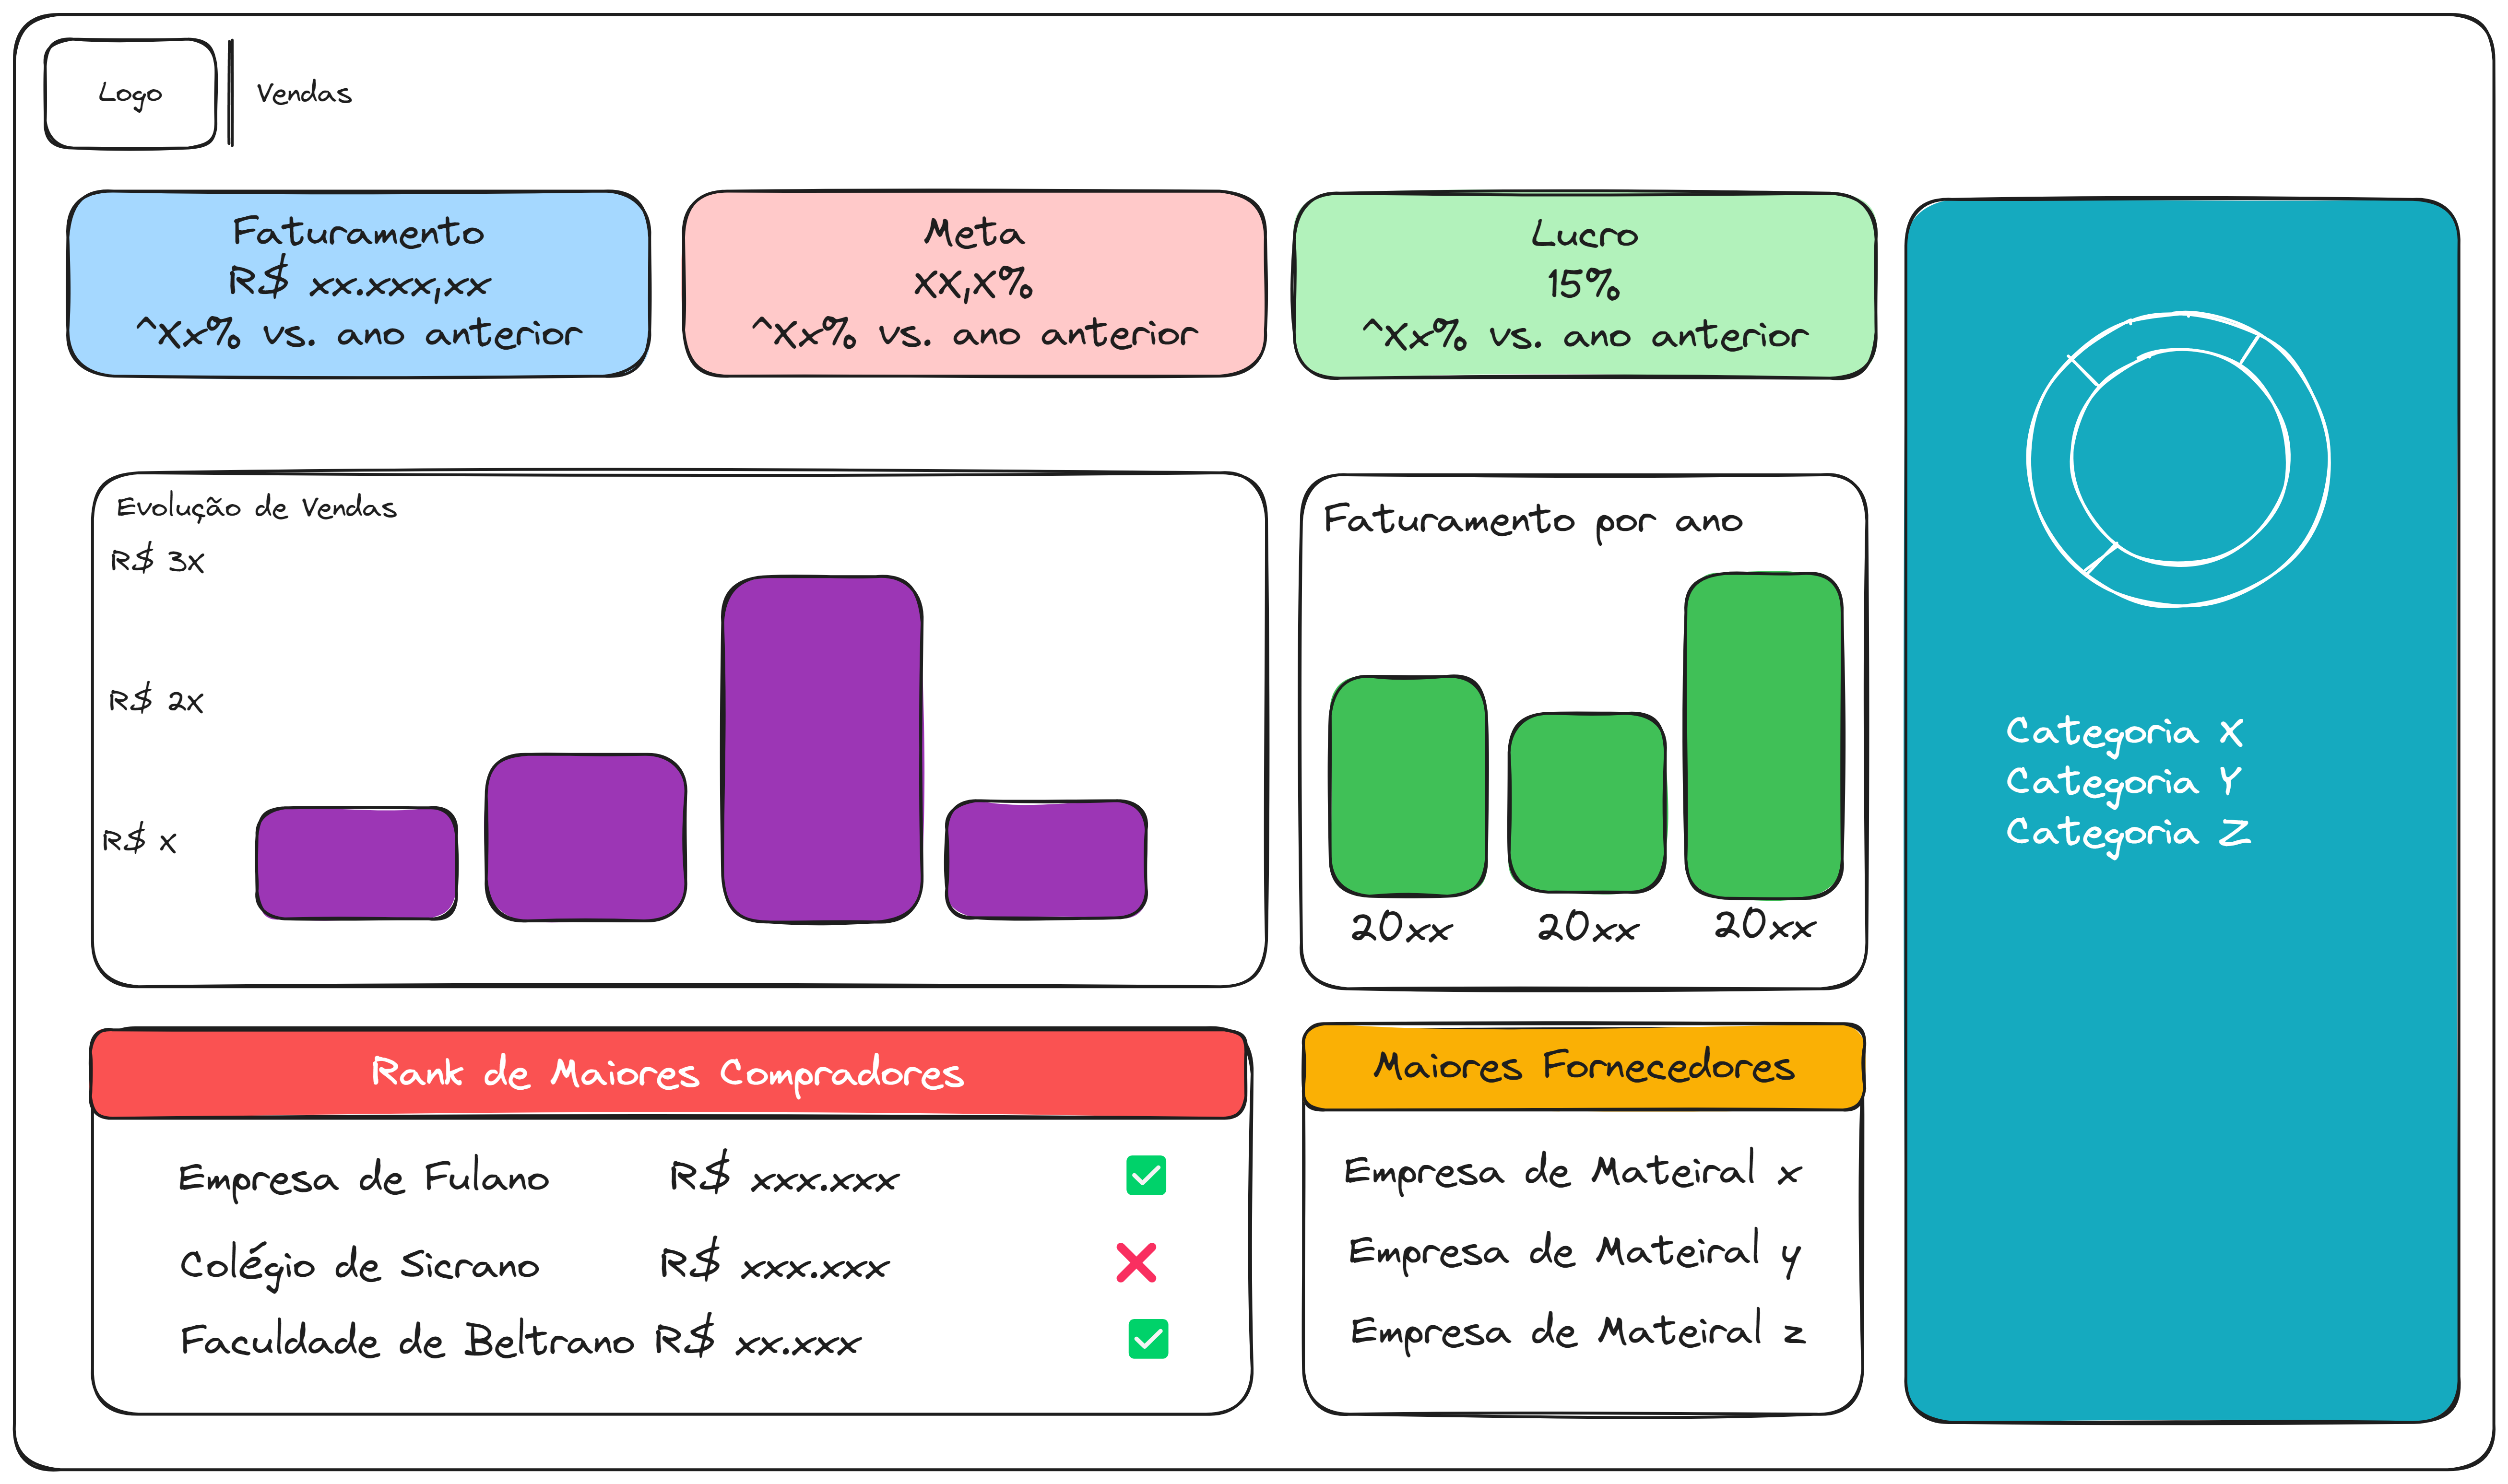 Logo
Vendas
Faturamento
R$ xx.xxx,xx
^Xx% vs. ano anterior
Meta
XX,X%
^Xx% vs. ano anterior
Lucro
15%
^Xx% vs. ano anterior
Evolução de Vendas
R$ 3X
R$ 2X
R$ X
Faturamento por ano
20xx
20xx
20xx
Categoria X
Categoria Y
Categoria Z
Rank de Maiores Compradores
Empresa de Fulano R$ xxx.xxx
Colégio de Sicrano R$ xxx.xxx
Faculdade de Beltrano R$ xx.xxx
Maiores Fornecedores
Empresa de Mateiral x
Empresa de Mateiral y
Empresa de Mateiral z